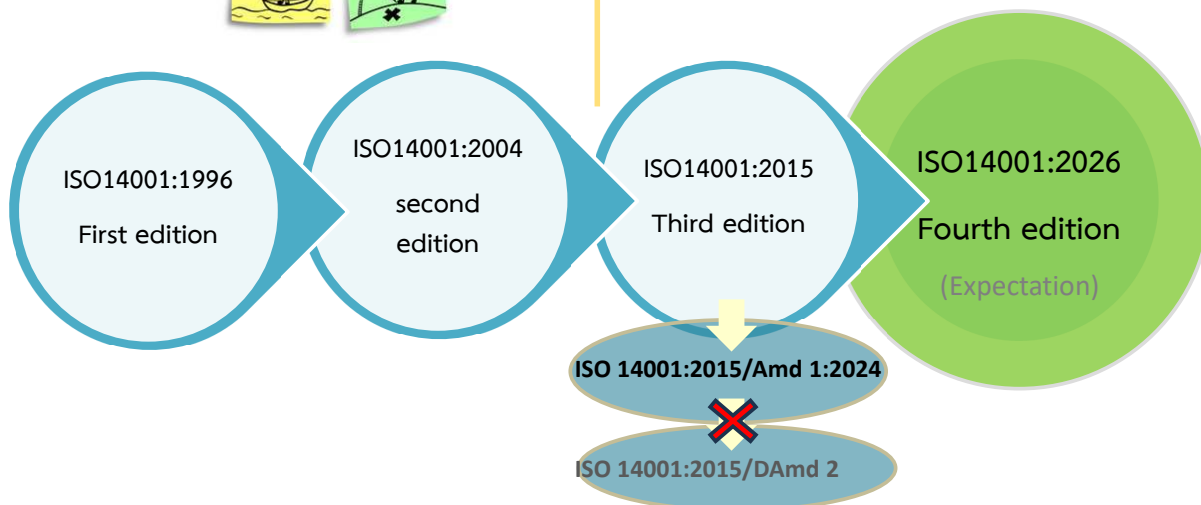 ISO14001:1996
First edition
ISO14001:2004
second
edition
ISO14001:2015
Third edition
ISO14001:2026
Fourth edition
(Expectation)
ISO 14001:2015/Amd 1:2024
ISO 14001:2015/DAmd 2